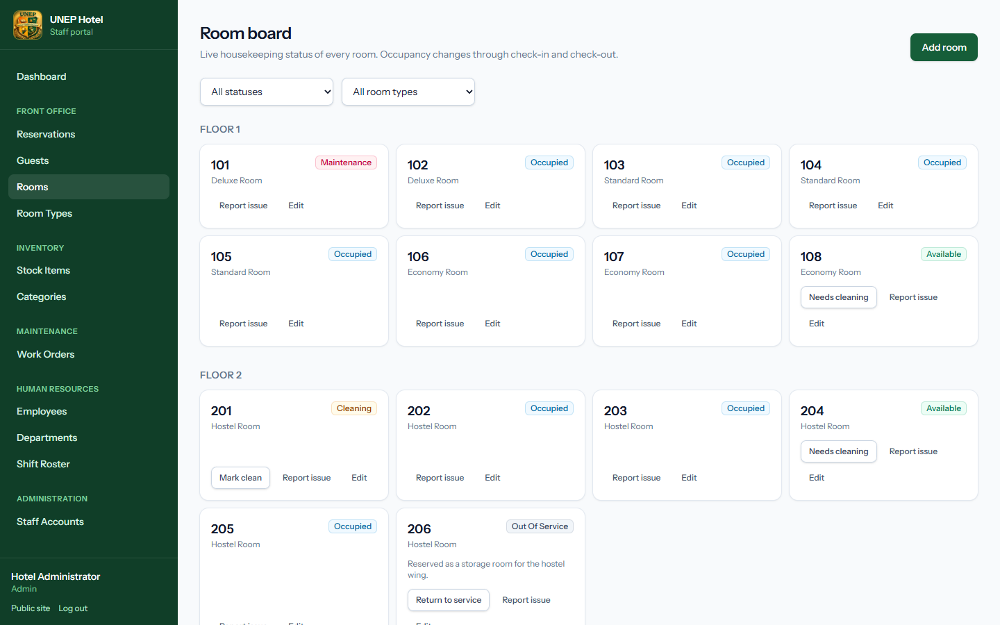 UNEP
UNEP Hotel
Staff portal
Dashboard
FRONT OFFICE
Reservations
Guests
Rooms
Room Types
INVENTORY
Stock Items
Categories
MAINTENANCE
Work Orders
HUMAN RESOURCES
Employees
Departments
Shift Roster
ADMINISTRATION
Staff Accounts
Hotel Administrator
Admin
Public site Log out
Room board
Live housekeeping status of every room. Occupancy changes through check-in and check-out.
Add room
All statuses All room types
FLOOR 1
101 Maintenance
Deluxe Room
Report issue Edit
102 Occupied
Deluxe Room
Report issue Edit
103 Occupied
Standard Room
Report issue Edit
104 Occupied
Standard Room
Report issue Edit
105 Occupied
Standard Room
Report issue Edit
106 Occupied
Economy Room
Report issue Edit
107 Occupied
Economy Room
Report issue Edit
108 Available
Economy Room
Needs cleaning Report issue
Edit
FLOOR 2
201 Cleaning
Hostel Room
Mark clean Report issue Edit
202 Occupied
Hostel Room
Report issue Edit
203 Occupied
Hostel Room
Report issue Edit
204 Available
Hostel Room
Needs cleaning Report issue
Edit
205 Occupied
Hostel Room
206 Out Of Service
Hostel Room
Reserved as a storage room for the hostel
wing.
Return to service Report issue